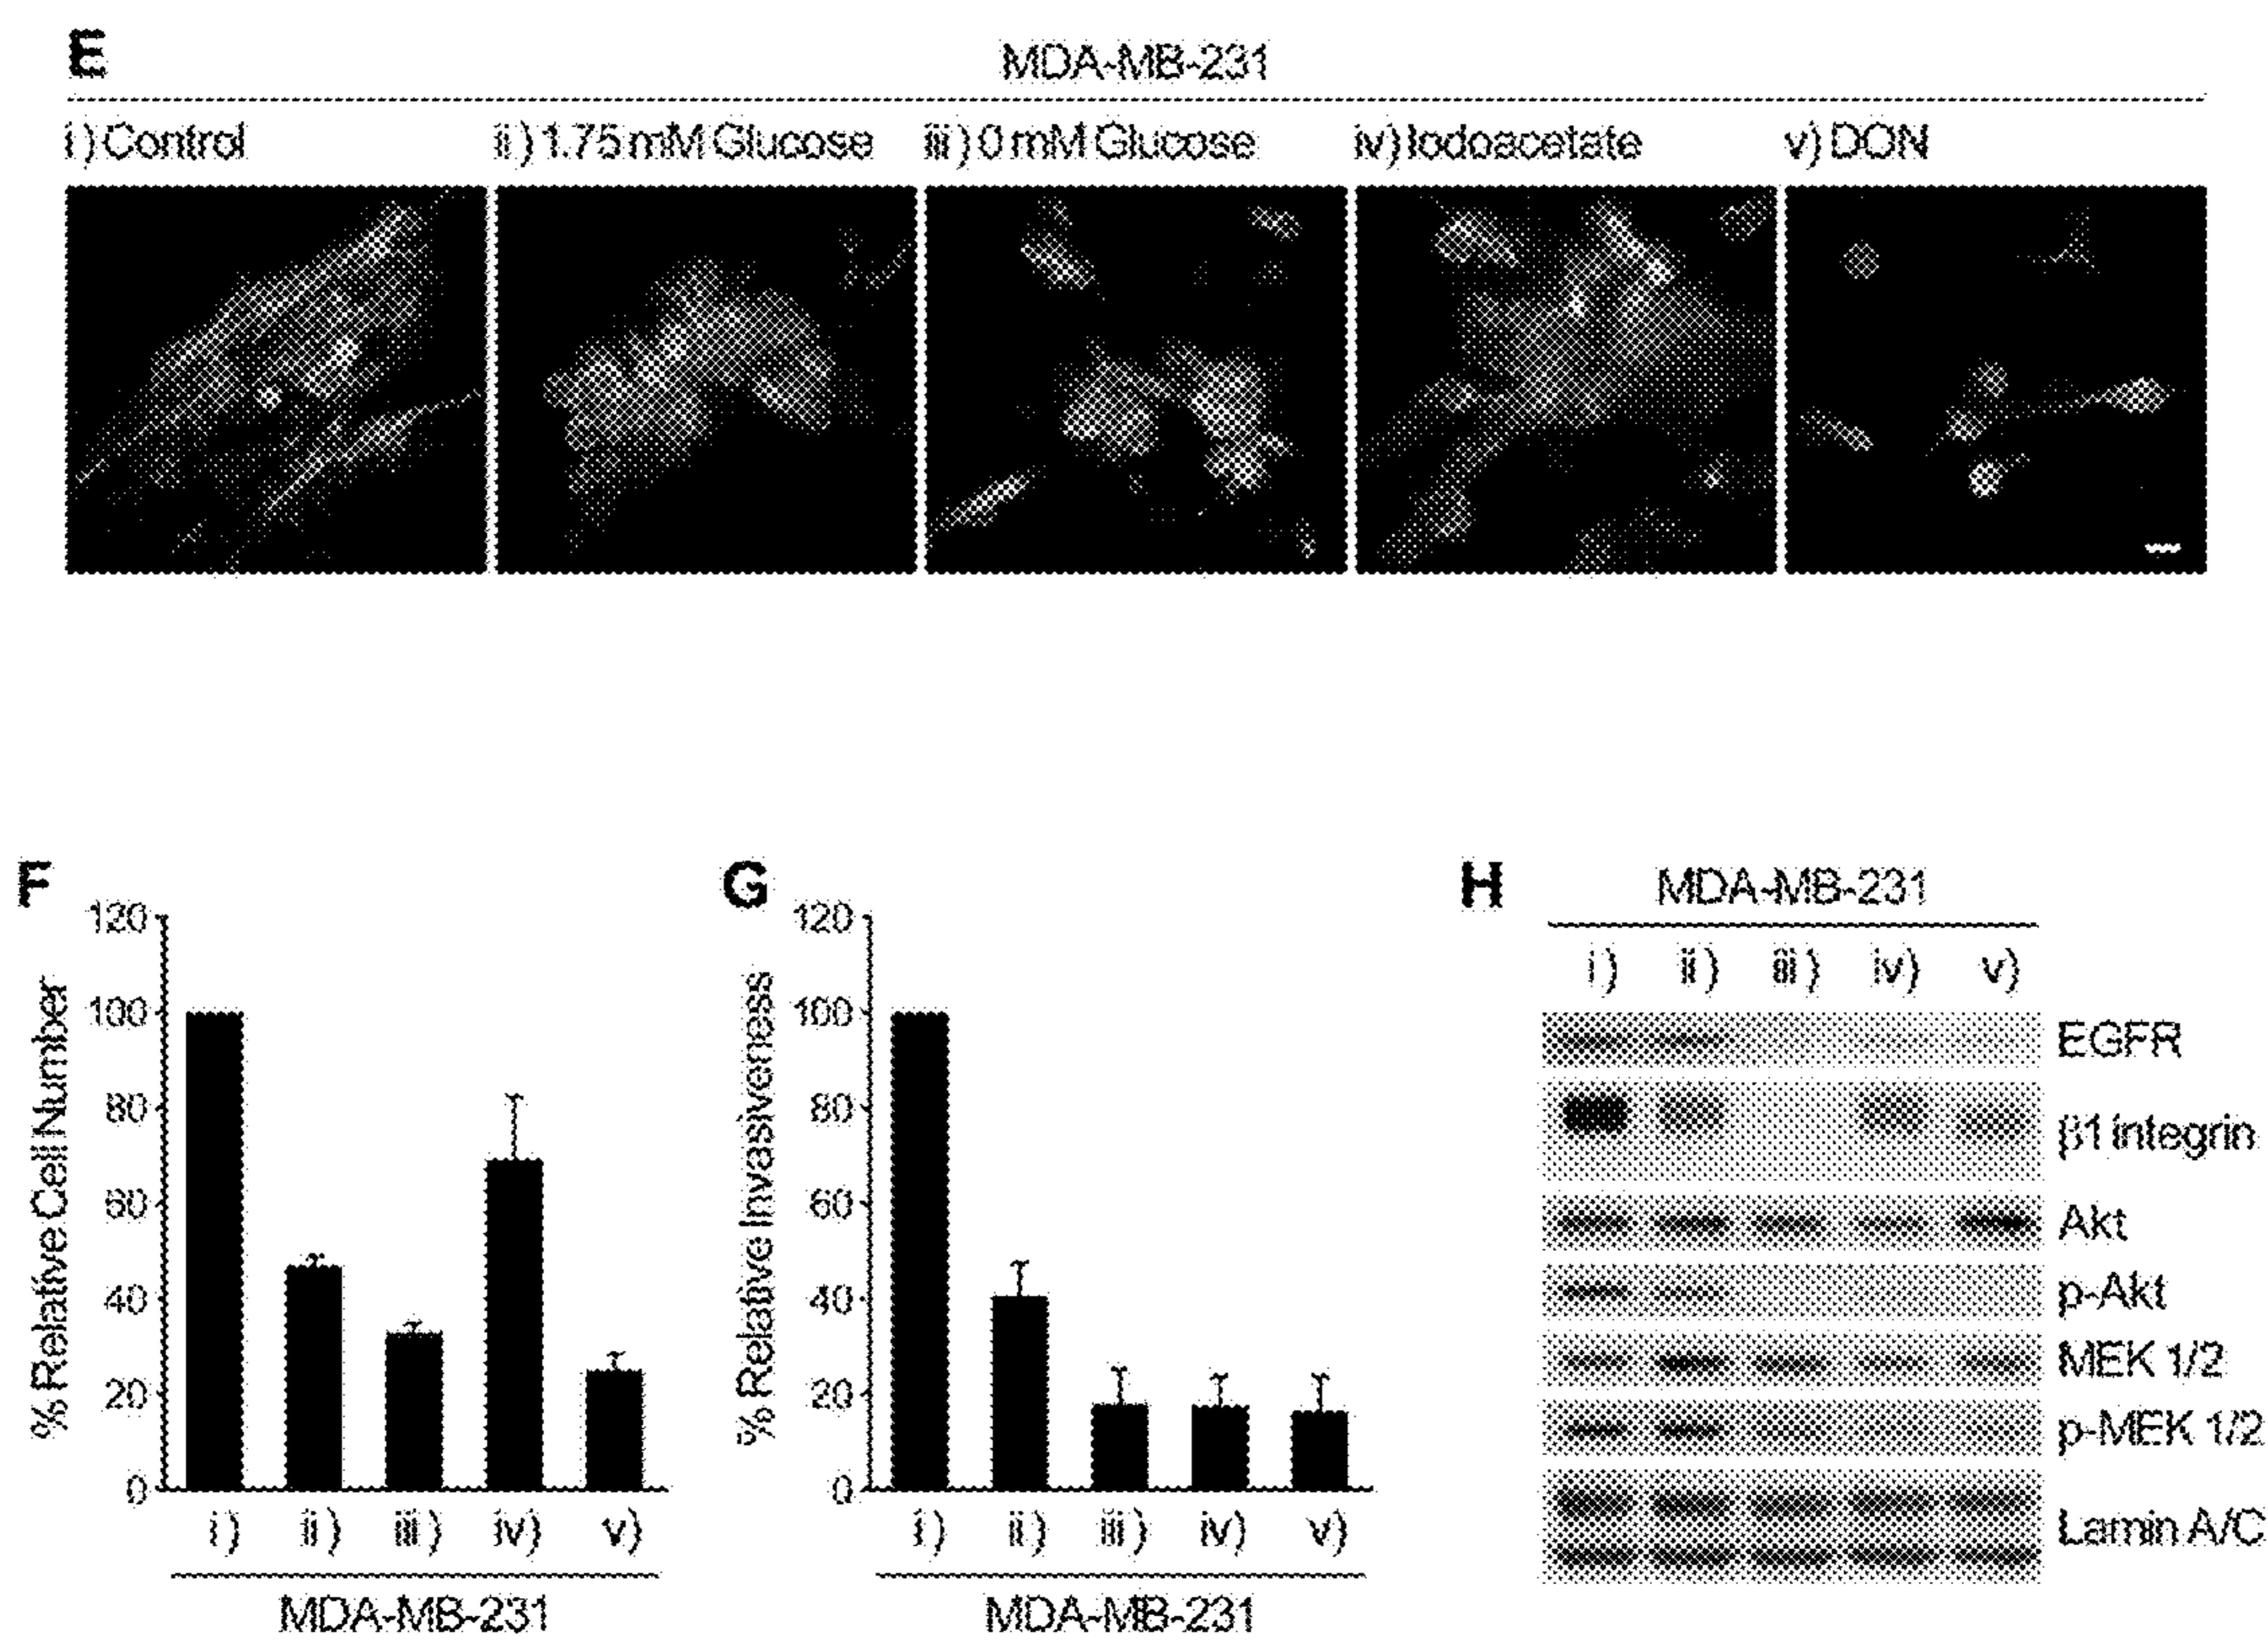 E
MDA-MB-231
i) Control
ii) 1.75 mM Glucose
iii) 0 mM Glucose
iv) Iodoacetate
v) DON
F
% Relative Cell Number
120
100
80
60
40
20
0
i)
ii)
iii)
iv)
v)
MDA-MB-231
G
% Relative Invasiveness
120
100
80
60
40
20
0
i)
ii)
iii)
iv)
v)
MDA-MB-231
H
MDA-MB-231
i)
ii)
iii)
iv)
v)
EGFR
β1 integrin
Akt
p-Akt
MEK 1/2
p-MEK 1/2
Lamin A/C